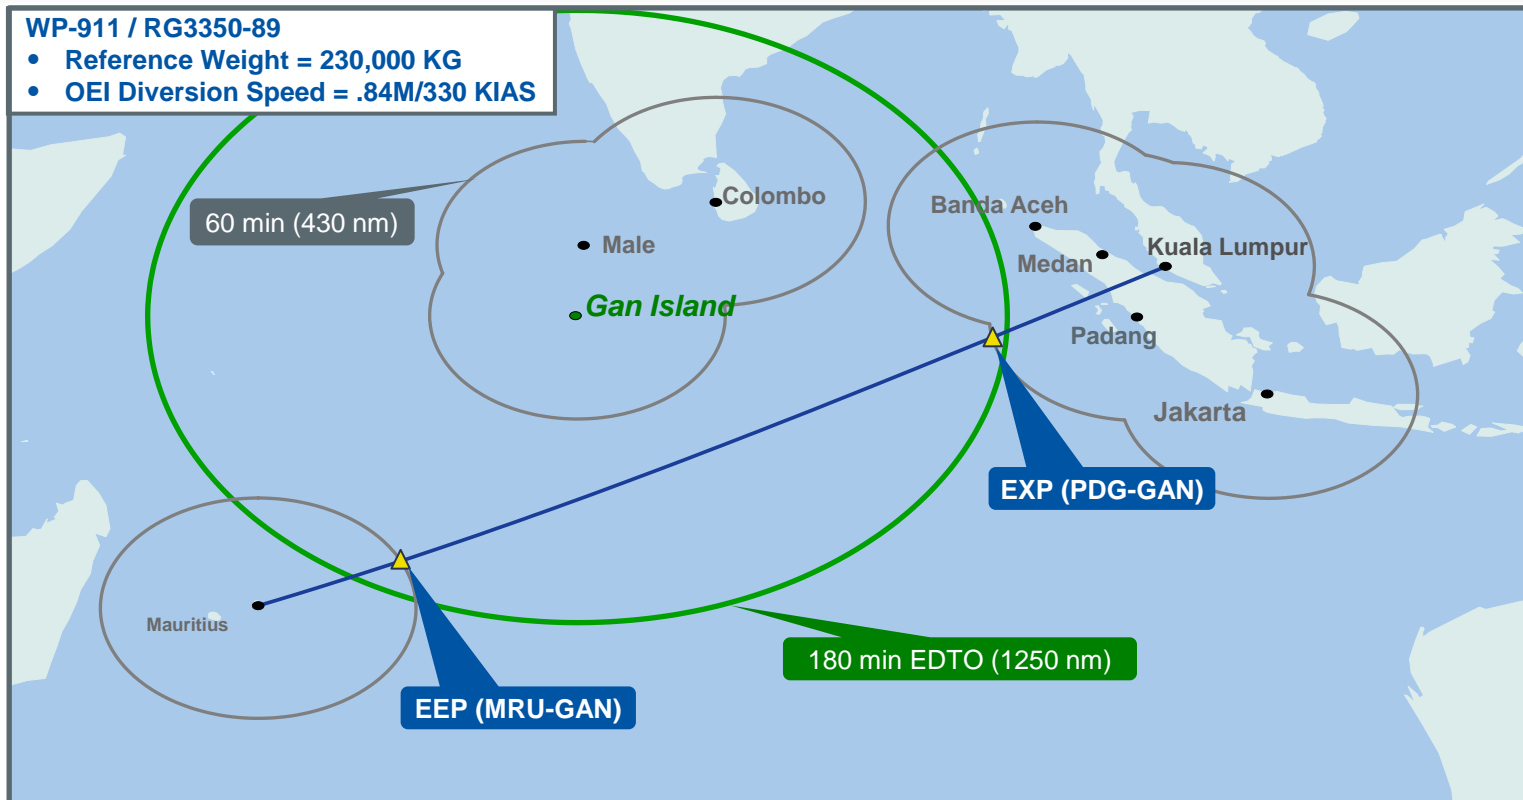 WP-911 / RG3350-89
• Reference Weight = 230,000 KG
• OEI Diversion Speed = .84M/330 KIAS
60 min (430 nm)
Colombo
Male
Gan Island
Banda Aceh
Medan
Kuala Lumpur
Padang
Jakarta
EXP (PDG-GAN)
Mauritius
180 min EDTO (1250 nm)
EEP (MRU-GAN)